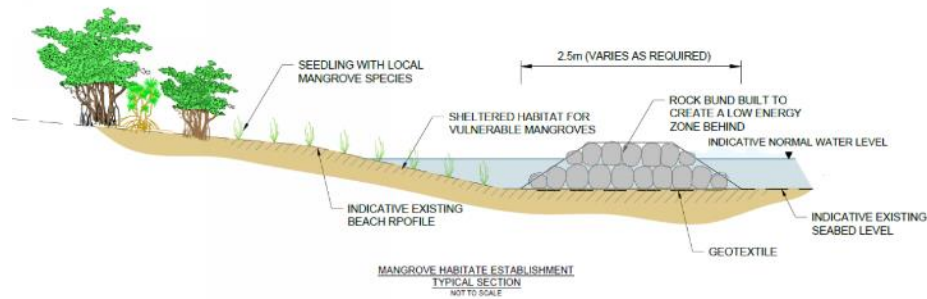 SEEDLING WITH LOCAL
MANGROVE SPECIES
2.5m (VARIES AS REQUIRED)
SHELTERED HABITAT FOR
VULNERABLE MANGROVES
ROCK BUND BUILT TO
CREATE A LOW ENERGY
ZONE BEHIND
INDICATIVE NORMAL WATER LEVEL
INDICATIVE EXISTING
BEACH RPOFILE
INDICATIVE EXISTING
SEABED LEVEL
GEOTEXTILE
MANGROVE HABITATE ESTABLISHMENT
TYPICAL SECTION
NOT TO SCALE